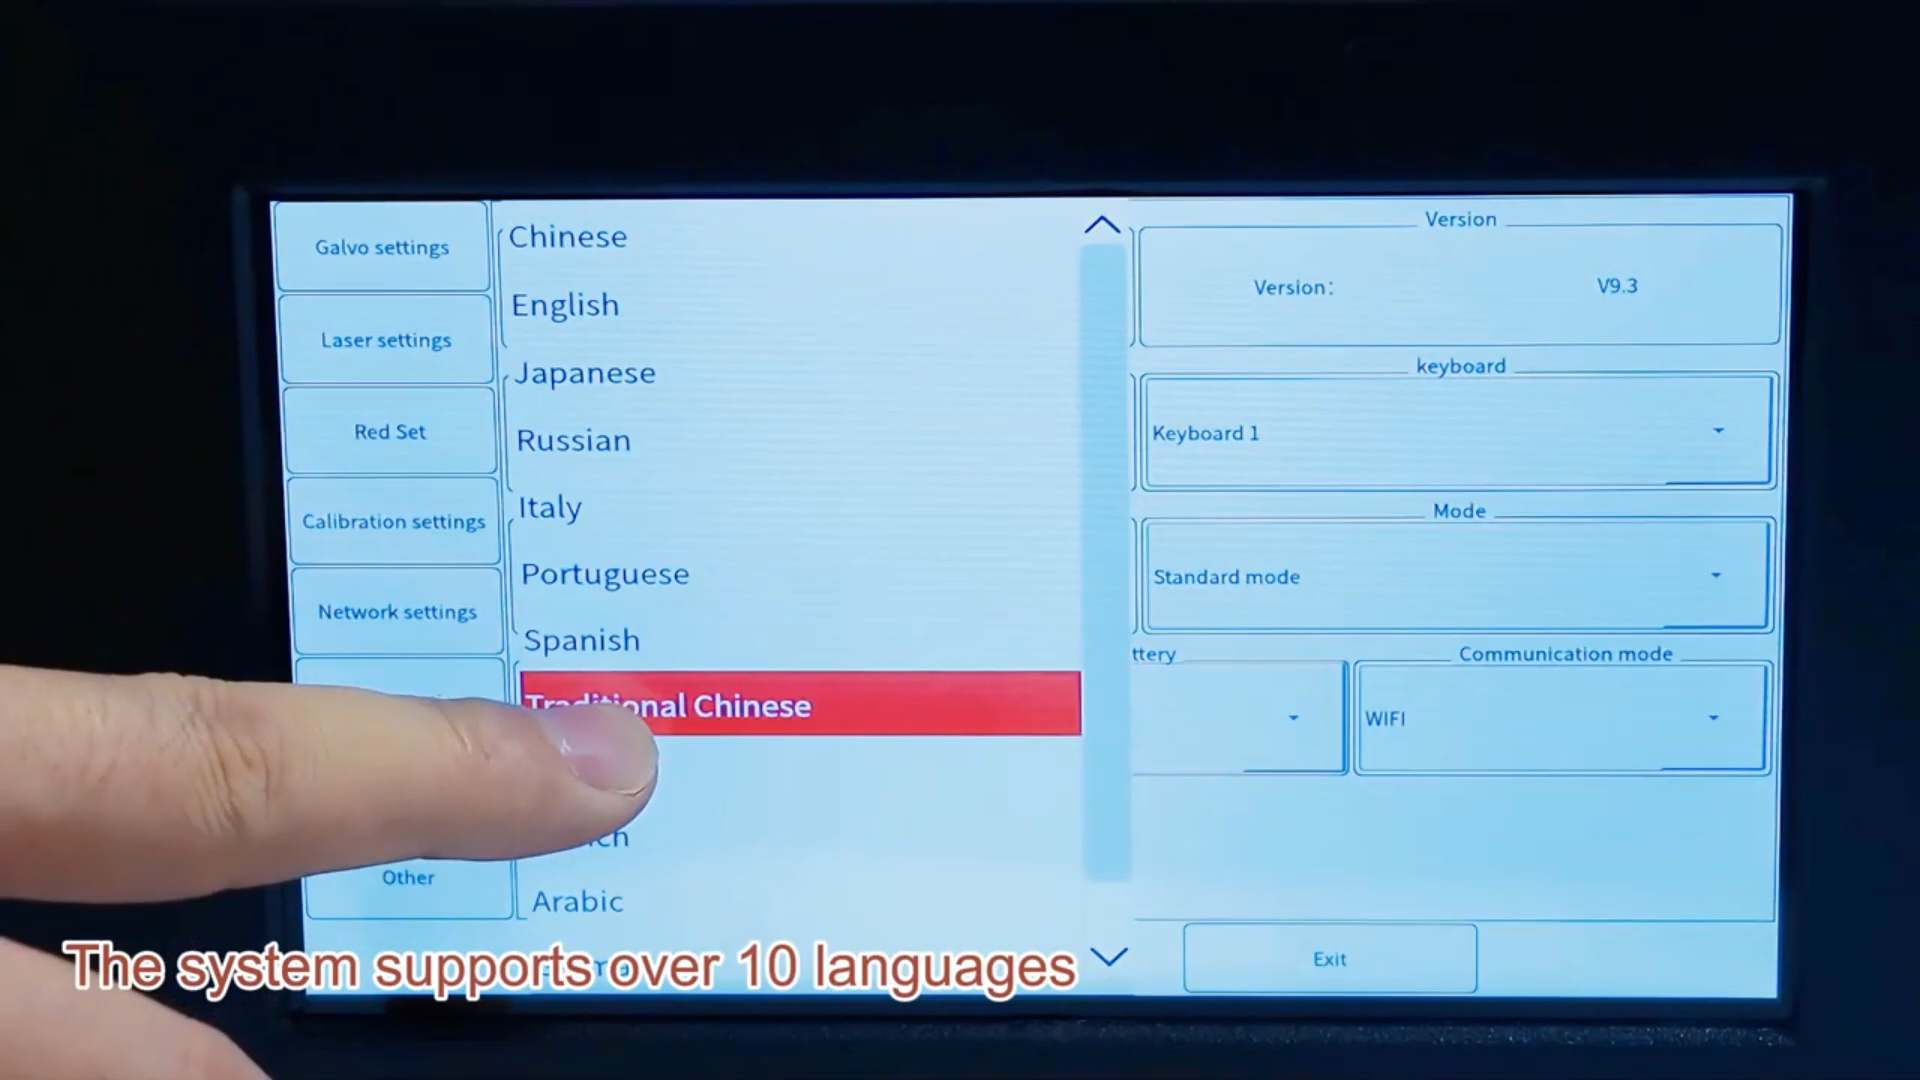 Galvo settings
Laser settings
Red Set
Calibration settings
Network settings
Other
Chinese
English
Japanese
Russian
Italy
Portuguese
Spanish
Traditional Chinese
Arabic
Version
Version:
V9.3
keyboard
Keyboard 1
Mode
Standard mode
ttery
Communication mode
WIFI
Exit
The system supports over 10 languages